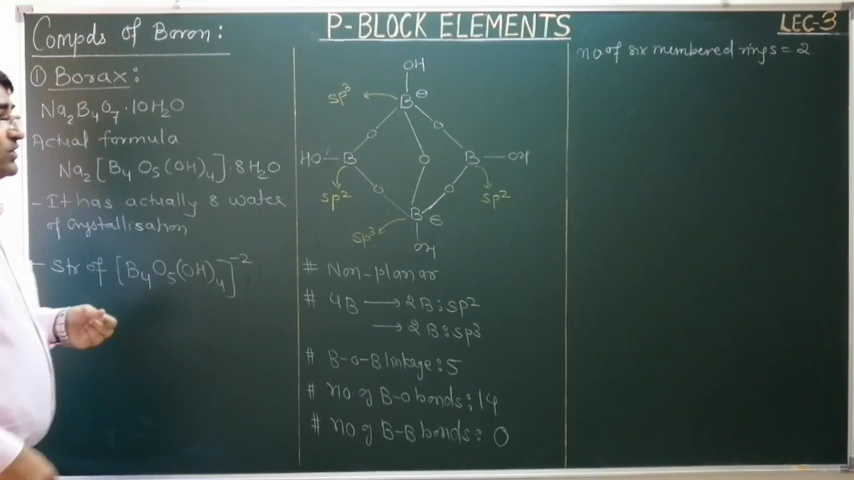 P-BLOCK ELEMENTS
LEC-3
Compds of Boron:
① Borax:
Na₂B₄O₇·10H₂O
Actual formula
Na₂[B₄O₅(OH)₄]·8H₂O
- It has actually 8 water
of crystallisation
- Str of [B₄O₅(OH)₄]⁻²
OH
sp³ ← B ⊖
O O
HO-B O B-OH
sp² O O sp²
sp³ ← B ⊖
OH
# Non-planar
# 4B → 2B: sp²
→ 2B: sp³
# B-O-B linkage: 5
# no of B-O bonds: 14
# no of B-B bonds: 0
no of six membered rings = 2